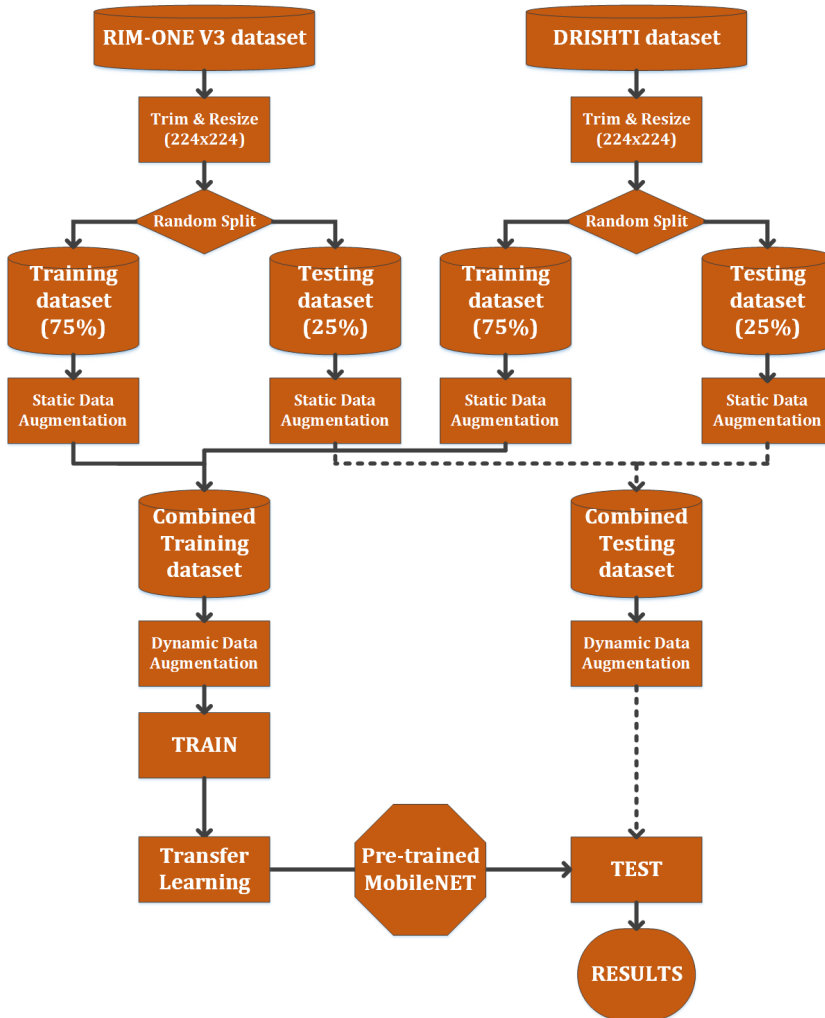 RIM-ONE V3 dataset
DRISHTI dataset
Trim & Resize
(224x224)
Trim & Resize
(224x224)
Random Split
Random Split
Training
dataset
(75%)
Testing
dataset
(25%)
Training
dataset
(75%)
Testing
dataset
(25%)
Static Data
Augmentation
Static Data
Augmentation
Static Data
Augmentation
Static Data
Augmentation
Combined
Training
dataset
Combined
Testing
dataset
Dynamic Data
Augmentation
Dynamic Data
Augmentation
TRAIN
Transfer
Learning
Pre-trained
MobileNET
TEST
RESULTS